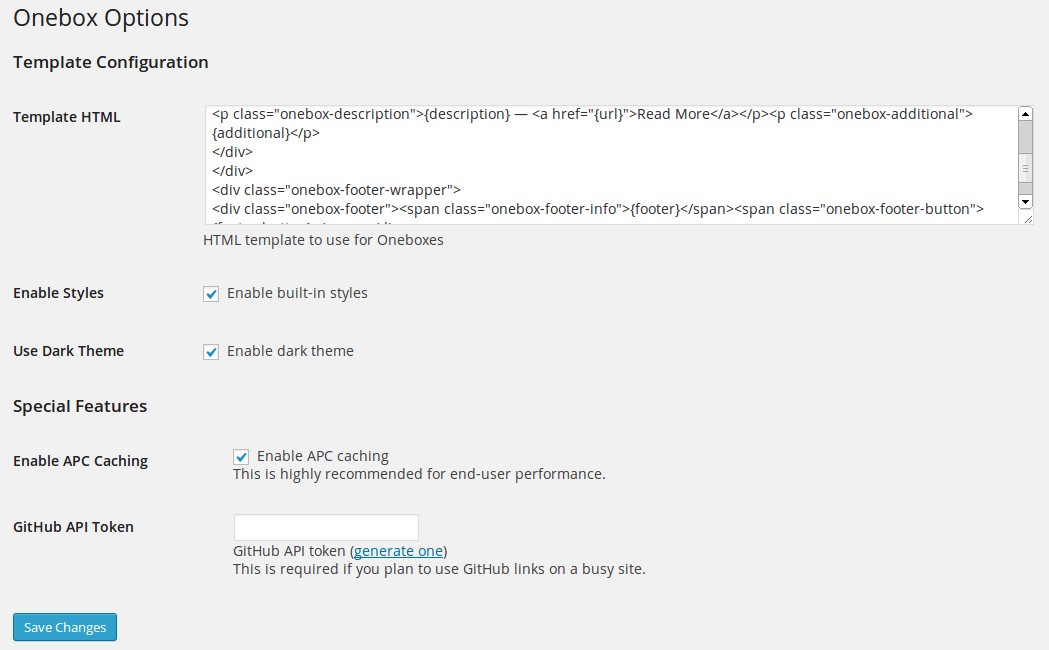 Onebox Options
Template Configuration
Template HTML
<p class="onebox-description">{description} — <a href="{url}">Read More</a></p><p class="onebox-additional">
{additional}</p>
</div>
</div>
<div class="onebox-footer-wrapper">
<div class="onebox-footer"><span class="onebox-footer-info">{footer}</span><span class="onebox-footer-button">
HTML template to use for Oneboxes
Enable Styles
Enable built-in styles
Use Dark Theme
Enable dark theme
Special Features
Enable APC Caching
Enable APC caching
This is highly recommended for end-user performance.
GitHub API Token
GitHub API token (generate one)
This is required if you plan to use GitHub links on a busy site.
Save Changes